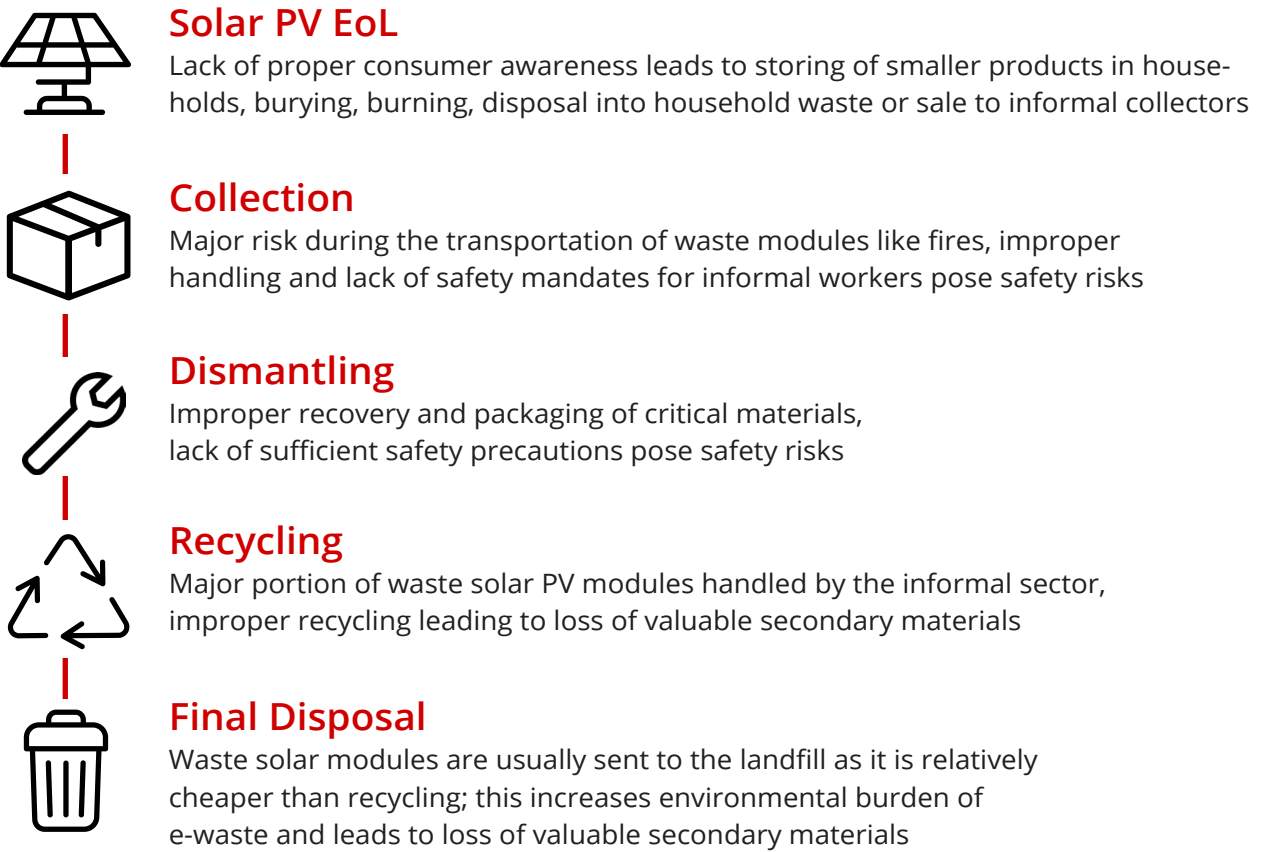 Solar PV EoL
Lack of proper consumer awareness leads to storing of smaller products in house-
holds, burying, burning, disposal into household waste or sale to informal collectors
Collection
Major risk during the transportation of waste modules like fires, improper
handling and lack of safety mandates for informal workers pose safety risks
Dismantling
Improper recovery and packaging of critical materials,
lack of sufficient safety precautions pose safety risks
Recycling
Major portion of waste solar PV modules handled by the informal sector,
improper recycling leading to loss of valuable secondary materials
Final Disposal
Waste solar modules are usually sent to the landfill as it is relatively
cheaper than recycling; this increases environmental burden of
e-waste and leads to loss of valuable secondary materials